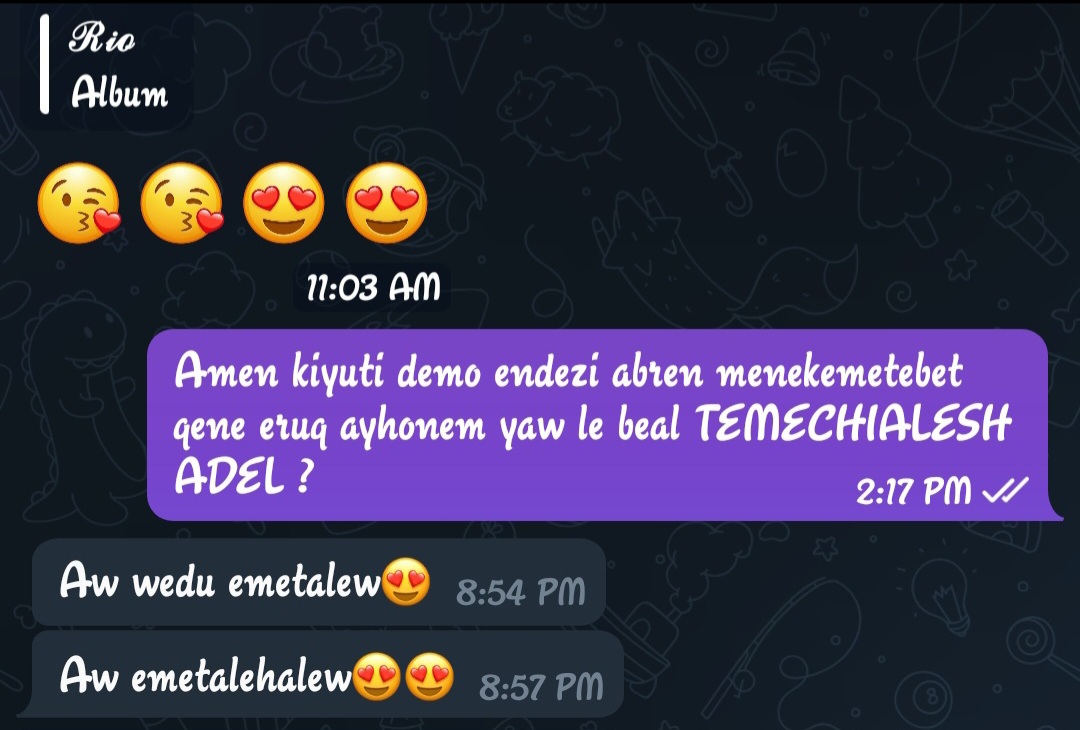 Rio
Album
😘😘😍😍
11:03 AM
Amen kiyuti demo endezi abren menekemetebet
qene eruq ayhonem yaw le beal TEMECHIALESH
ADEL ?
2:17 PM
Aw wedu emetalew😍 8:54 PM
Aw emetalehalew😍😍 8:57 PM